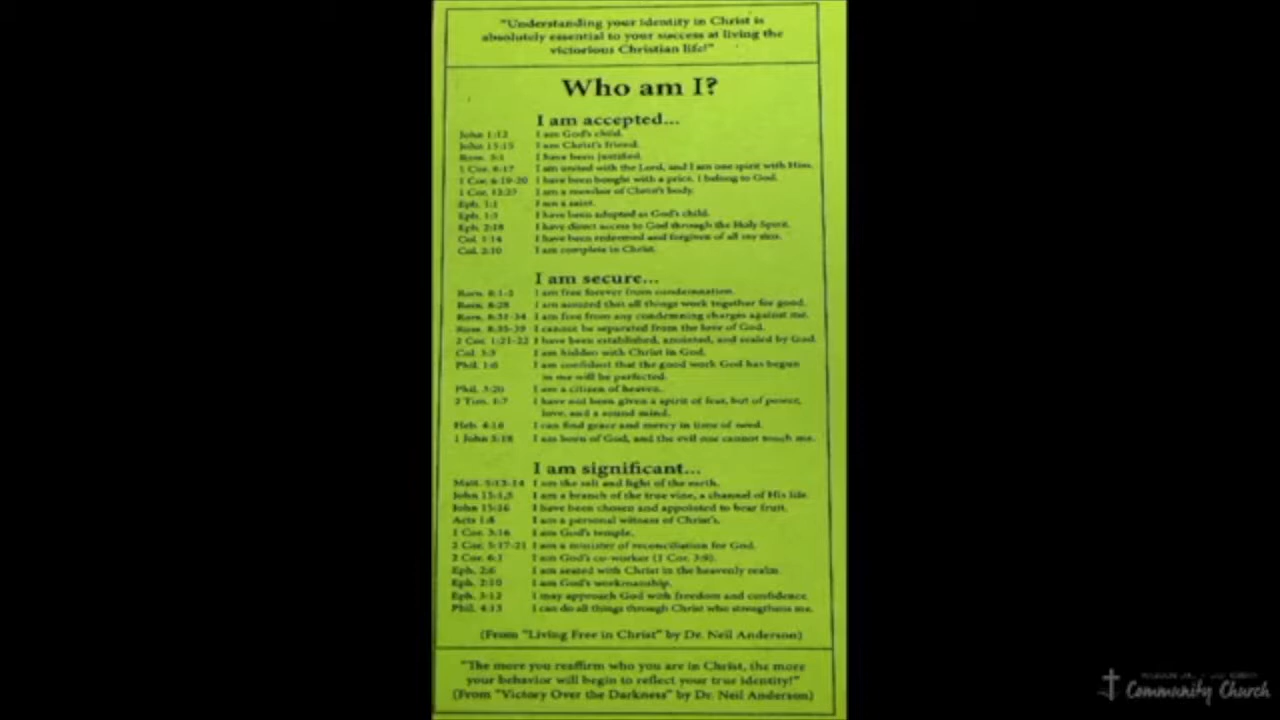 "Understanding your identity in Christ is
absolutely essential to your success at living the
victorious Christian life!"
Who am I?
I am accepted...
John 1:12 I am God's child.
John 15:15 I am Christ's friend.
Rom. 5:1 I have been justified.
1 Cor. 6:17 I am united with the Lord, and I am one spirit with Him.
1 Cor. 6:19-20 I have been bought with a price. I belong to God.
1 Cor. 12:27 I am a member of Christ's body.
Eph. 1:1 I am a saint.
Eph. 1:5 I have been adopted as God's child.
Eph. 2:18 I have direct access to God through the Holy Spirit.
Col. 1:14 I have been redeemed and forgiven of all my sins.
Col. 2:10 I am complete in Christ.
I am secure...
Rom. 8:1-2 I am free forever from condemnation.
Rom. 8:28 I am assured that all things work together for good.
Rom. 8:31-34 I am free from any condemning charges against me.
Rom. 8:35-39 I cannot be separated from the love of God.
2 Cor. 1:21-22 I have been established, anointed, and sealed by God.
Col. 3:3 I am hidden with Christ in God.
Phil. 1:6 I am confident that the good work God has begun
in me will be perfected.
Phil. 3:20 I am a citizen of heaven.
2 Tim. 1:7 I have not been given a spirit of fear, but of power,
love, and a sound mind.
Heb. 4:16 I can find grace and mercy in time of need.
1 John 5:18 I am born of God, and the evil one cannot touch me.
I am significant...
Matt. 5:13-14 I am the salt and light of the earth.
John 15:1,5 I am a branch of the true vine, a channel of His life.
John 15:16 I have been chosen and appointed to bear fruit.
Acts 1:8 I am a personal witness of Christ's.
1 Cor. 3:16 I am God's temple.
2 Cor. 5:17-21 I am a minister of reconciliation for God.
2 Cor. 6:1 I am God's co-worker (1 Cor. 3:9).
Eph. 2:6 I am seated with Christ in the heavenly realm.
Eph. 2:10 I am God's workmanship.
Eph. 3:12 I may approach God with freedom and confidence.
Phil. 4:13 I can do all things through Christ who strengthens me.
(From "Living Free in Christ" by Dr. Neil Anderson)
"The more you reaffirm who you are in Christ, the more
your behavior will begin to reflect your true identity!"
(From "Victory Over the Darkness" by Dr. Neil Anderson)
Community Church